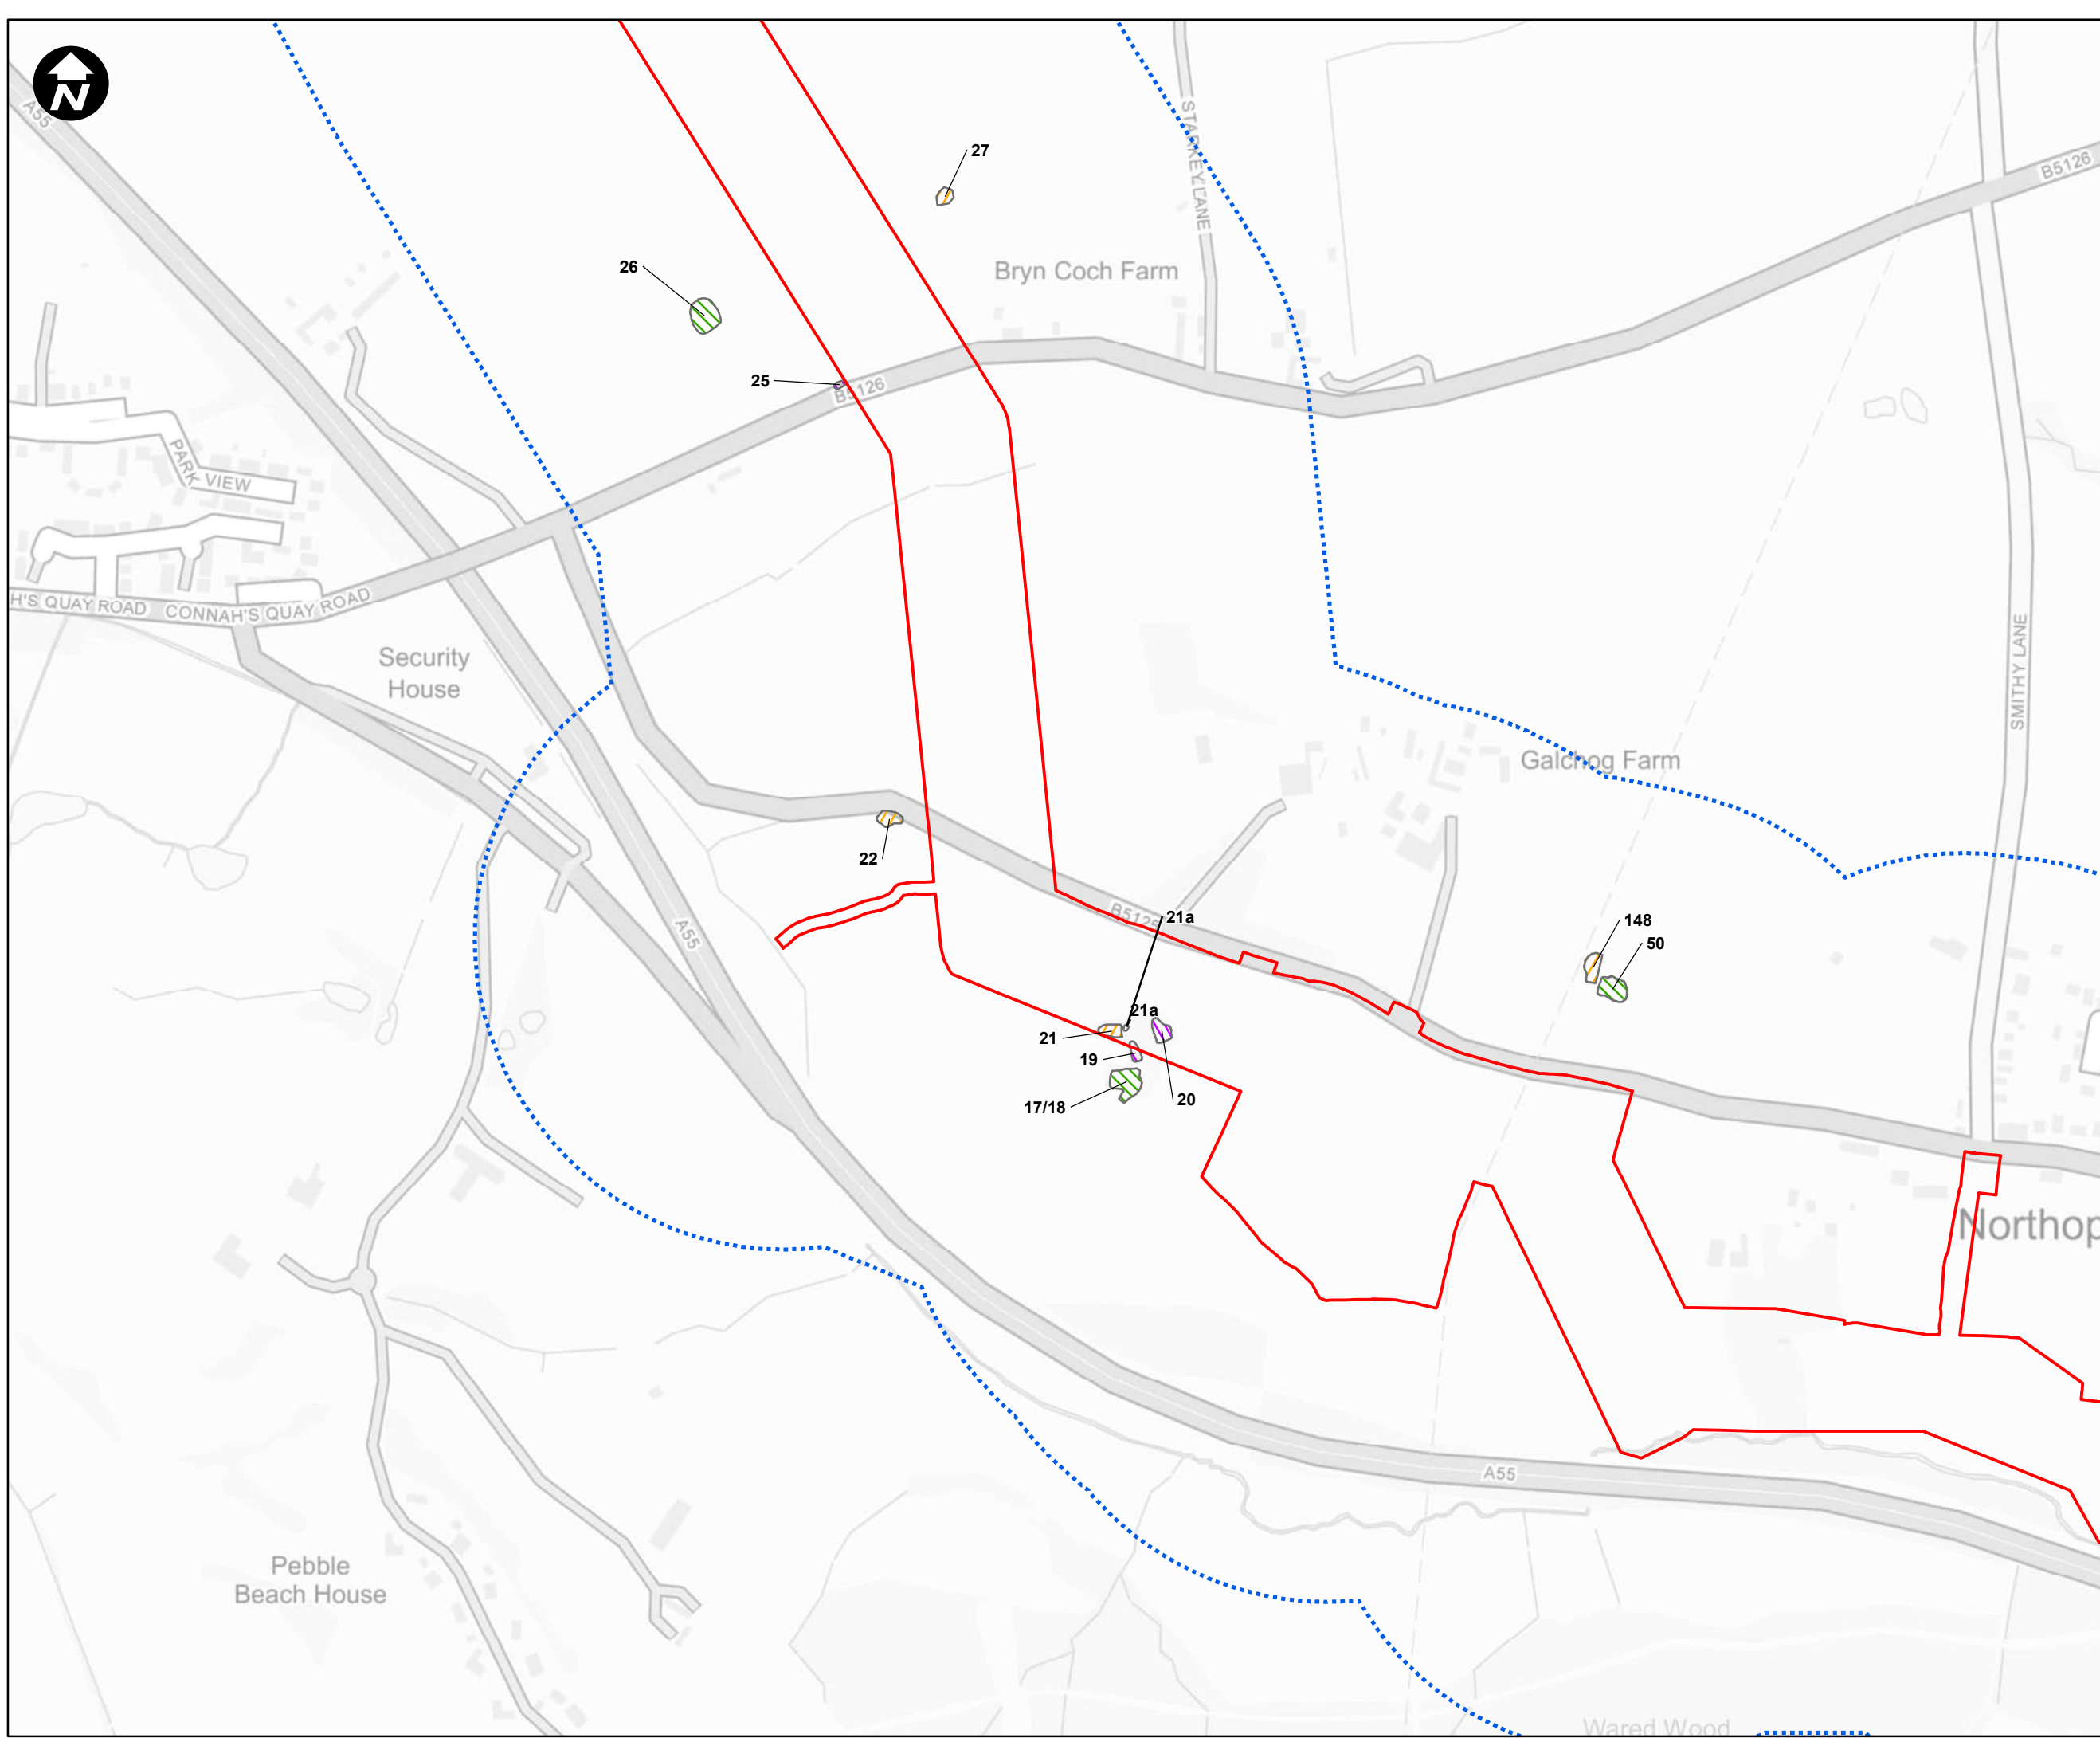 N
A55
STARKEY LANE
B5126
27
26
Bryn Coch Farm
25
B5126
PARK VIEW
H'S QUAY ROAD
CONNAH'S QUAY ROAD
Security
House
SMITHY LANE
Galchog Farm
22
A55
21a
148
50
21a
21
19
17/18
20
Northop
A55
Pebble
Beach House
Wared Wood